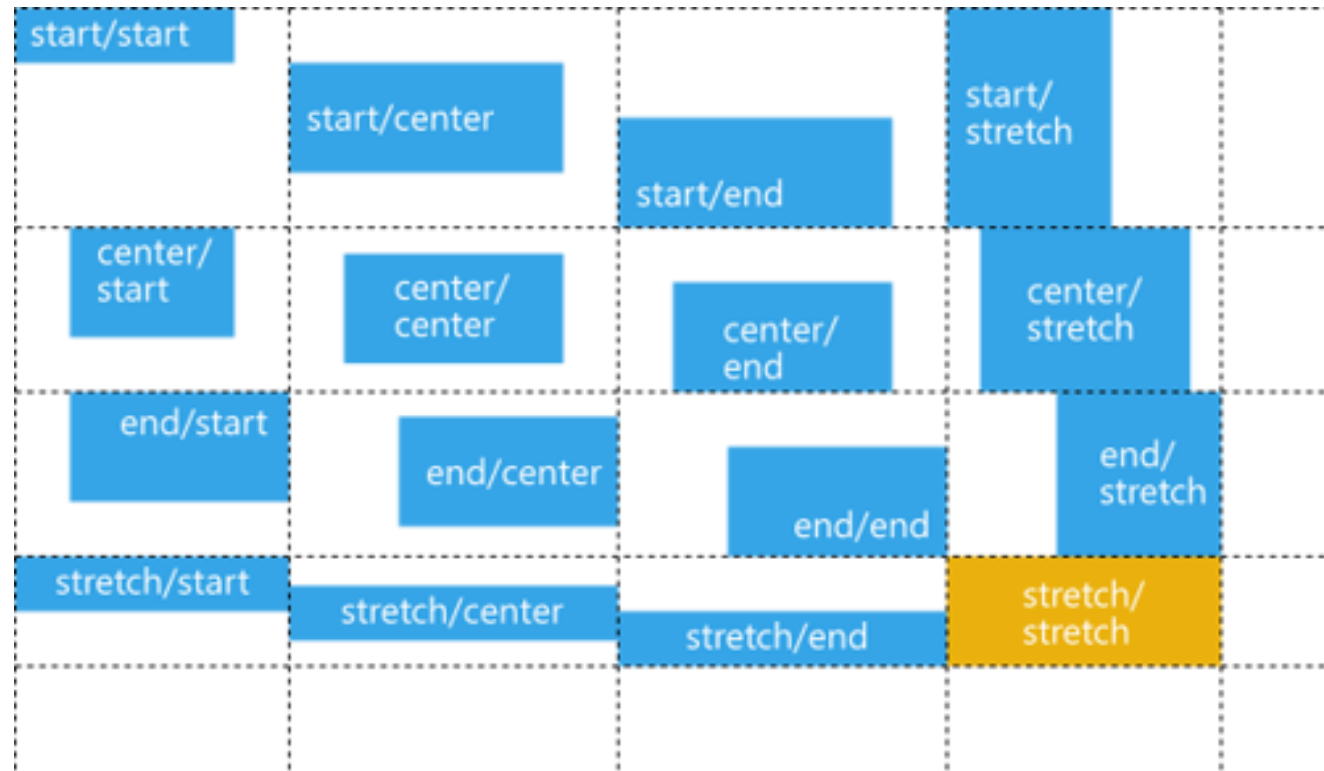 start/start
start/center
start/end
start/
stretch
center/
start
center/
center
center/
end
center/
stretch
end/start
end/center
end/end
end/
stretch
stretch/start
stretch/center
stretch/end
stretch/
stretch